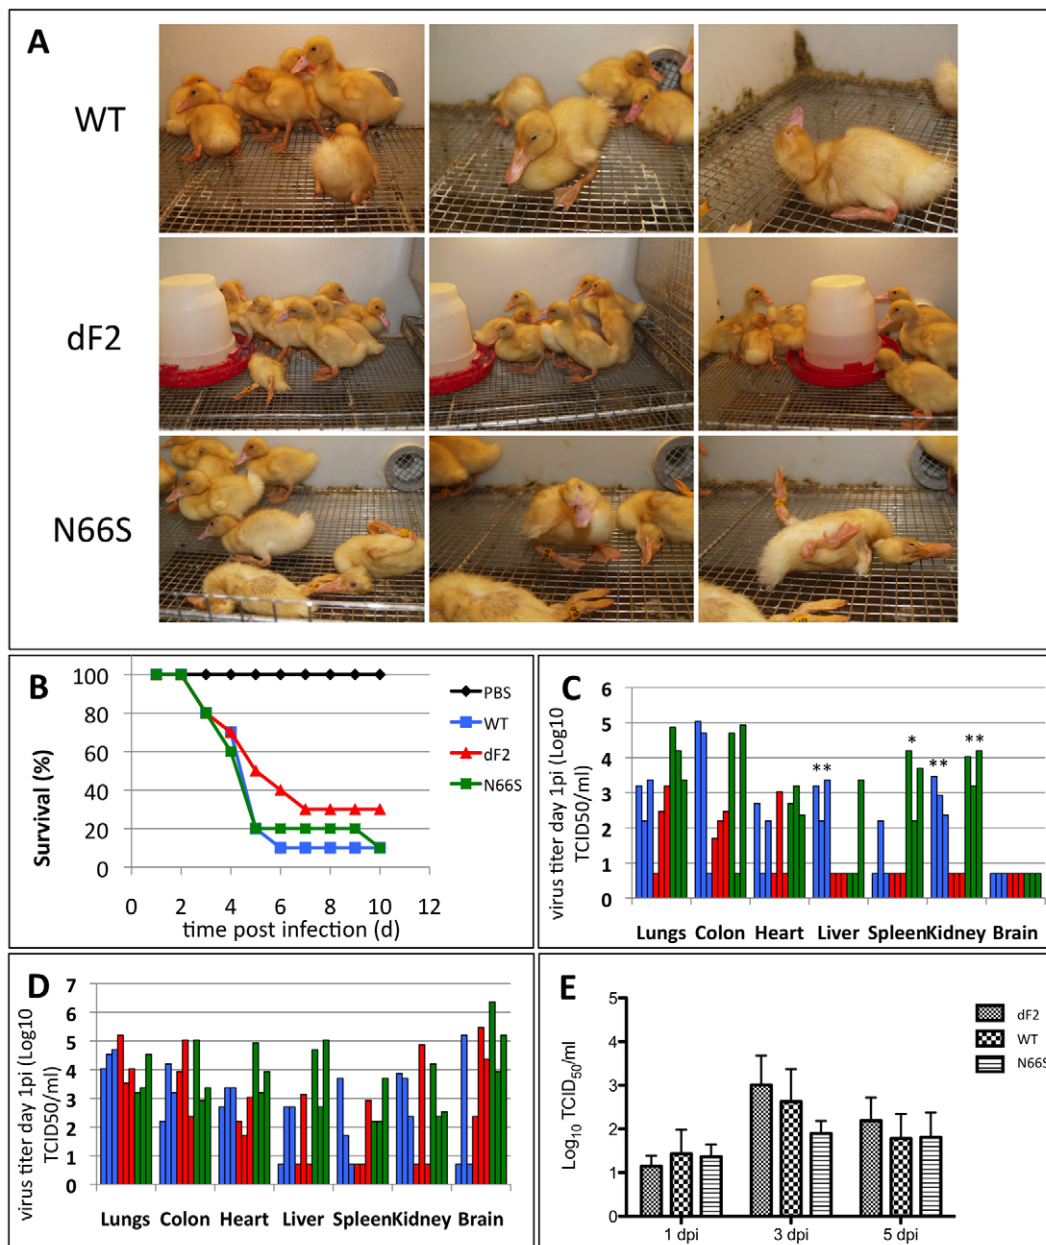 A
WT
dF2
N66S
B
Survival (%)
100
80
60
40
20
0
0 2 4 6 8 10 12
time post infection (d)
PBS
WT
dF2
N66S
C
virus titer day 1pi (Log10
TCID50/ml)
6
5
4
3
2
1
0
* *
*
* *
* *
Lungs Colon Heart Liver Spleen Kidney Brain
D
virus titer day 1pi (Log10
TCID50/ml)
7
6
5
4
3
2
1
0
Lungs Colon Heart Liver Spleen Kidney Brain
E
Log10 TCID50/ml
5
4
3
2
1
0
1 dpi 3 dpi 5 dpi
dF2
WT
N66S